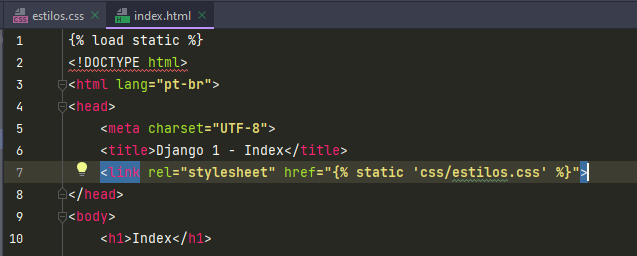 estilos.css
index.html
1 {% load static %}
2 <!DOCTYPE html>
3 <html lang="pt-br">
4 <head>
5 <meta charset="UTF-8">
6 <title>Django 1 - Index</title>
7 <link rel="stylesheet" href="{% static 'css/estilos.css' %}">
8 </head>
9 <body>
10 <h1>Index</h1>